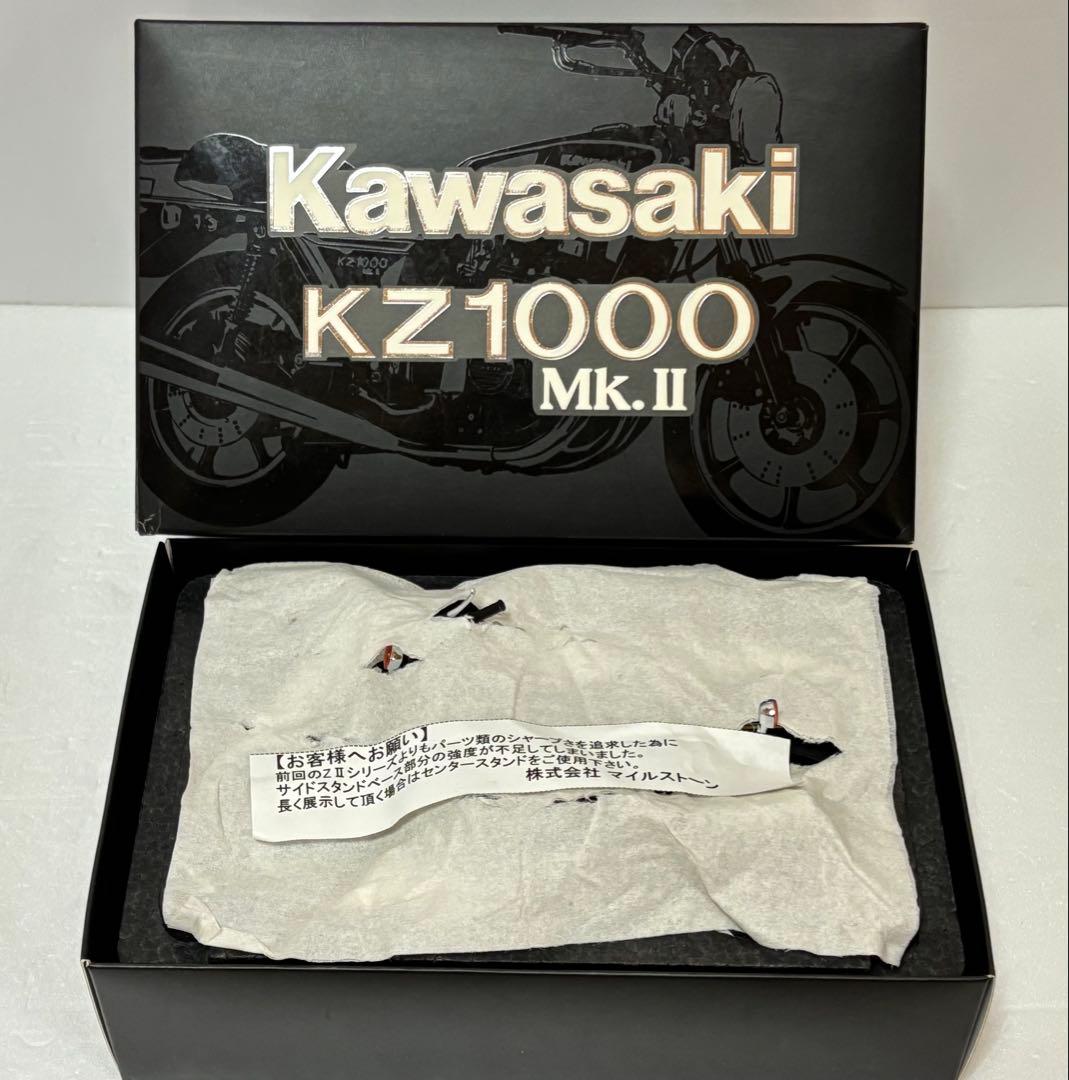 Kawasaki
Kawasaki
KZ1000
MkII
KZ1000
Mk.II
【お客様へお願い】
前回のZⅡシリーズよりもパーツ類のシャープさを追求した為に
サイドスタンドベース部分の強度が不足してしまいました。
長く展示して頂く場合はセンタースタンドをご使用下さい。
株式会社 マイルストーン